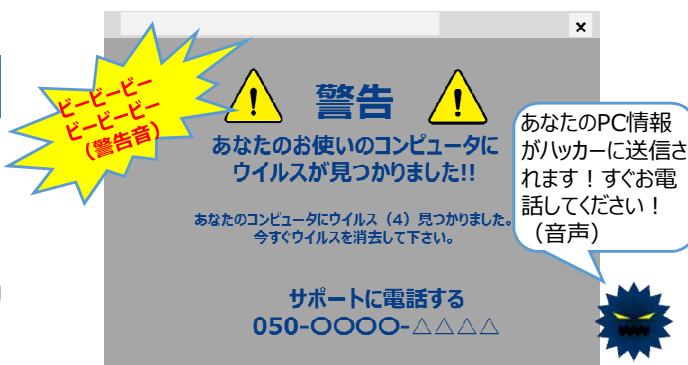 ×
警告
あなたのお使いのコンピュータに
ウイルスが見つかりました!!
あなたのコンピュータにウイルス（4）見つかりました。
今すぐウイルスを消去して下さい。
サポートに電話する
050-〇〇〇〇-△△△△
ビービービー
ビービービー
（警告音）
あなたのPC情報
がハッカーに送信さ
れます！すぐお電
話してください！
（音声）